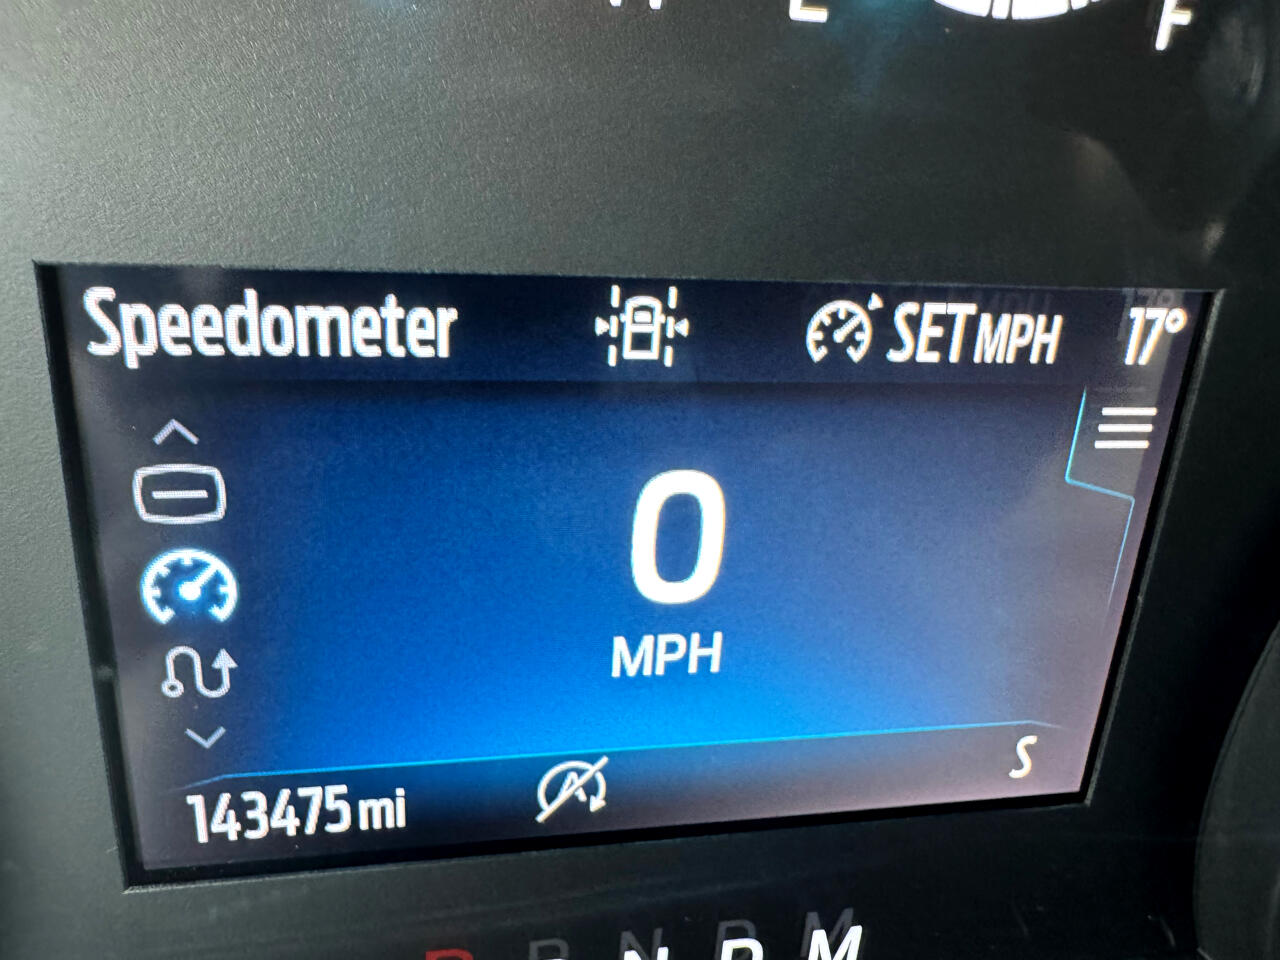 H E F
Speedometer SET MPH 17°
0
MPH
S
143475 mi
P R N D M